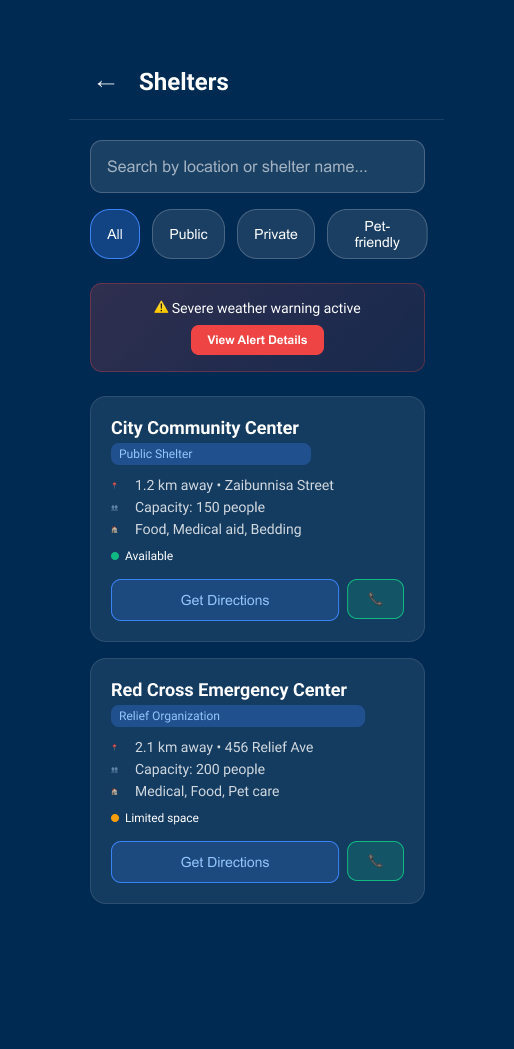 ← Shelters
Search by location or shelter name...
All
Public
Private
Pet-
friendly
⚠️ Severe weather warning active
View Alert Details
City Community Center
Public Shelter
1.2 km away • Zaibunnisa Street
Capacity: 150 people
Food, Medical aid, Bedding
Available
Get Directions
Red Cross Emergency Center
Relief Organization
2.1 km away • 456 Relief Ave
Capacity: 200 people
Medical, Food, Pet care
Limited space
Get Directions